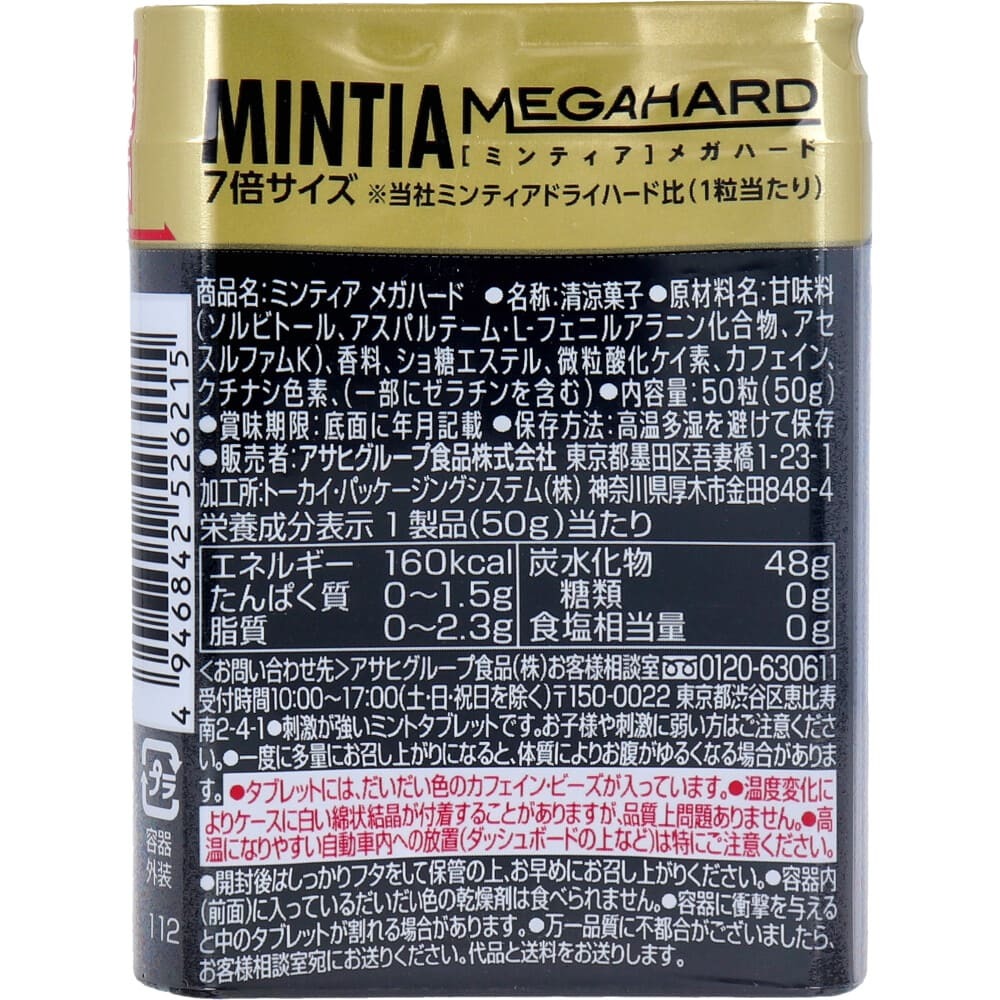 MINTIA MEGAHARD
[ミンティア]メガハード
7倍サイズ ※当社ミンティアドライハード比(1粒当たり)
商品名:ミンティア メガハード ●名称:清涼菓子●原材料名:甘味料
(ソルビトール、アスパルテーム・L-フェニルアラニン化合物、アセ
スルファムK)、香料、ショ糖エステル、微粒酸化ケイ素、カフェイン、
クチナシ色素、(一部にゼラチンを含む)●内容量:50粒(50g)
●賞味期限:底面に年月記載 ●保存方法:高温多湿を避けて保存
●販売者:アサヒグループ食品株式会社 東京都墨田区吾妻橋1-23-1
加工所:トーカイ・パッケージングシステム(株) 神奈川県厚木市金田848-4
栄養成分表示 1製品(50g)当たり
エネルギー 160kcal 炭水化物 48g
たんぱく質 0〜1.5g 糖類 0g
脂質 0〜2.3g 食塩相当量 0g
<お問い合わせ先>アサヒグループ食品(株)お客様相談室 0120-630611
受付時間10:00〜17:00(土・日・祝日を除く)〒150-0022 東京都渋谷区恵比寿
南2-4-1●刺激が強いミントタブレットです。お子様や刺激に弱い方はご注意くださ
い。●一度に多量にお召し上がりになると、体質によりお腹がゆるくなる場合がありま
す。●タブレットには、だいだい色のカフェイン・ビーズが入っています。●温度変化に
よりケースに白い綿状結晶が付着することがありますが、品質上問題ありません。●高
温になりやすい自動車内への放置(ダッシュボードの上など)は特にご注意ください。
●開封後はしっかりフタをして保管の上、お早めにお召し上がりください。●容器内
(前面)に入っているだいだい色の乾燥剤は食べられません。●容器に衝撃を与える
と中のタブレットが割れる場合があります。●万一品質に不都合がございましたら、
お客様相談室宛にお送りください。代品と送料をお送りします。
4 946842 526215
プラ
容器
外装
112